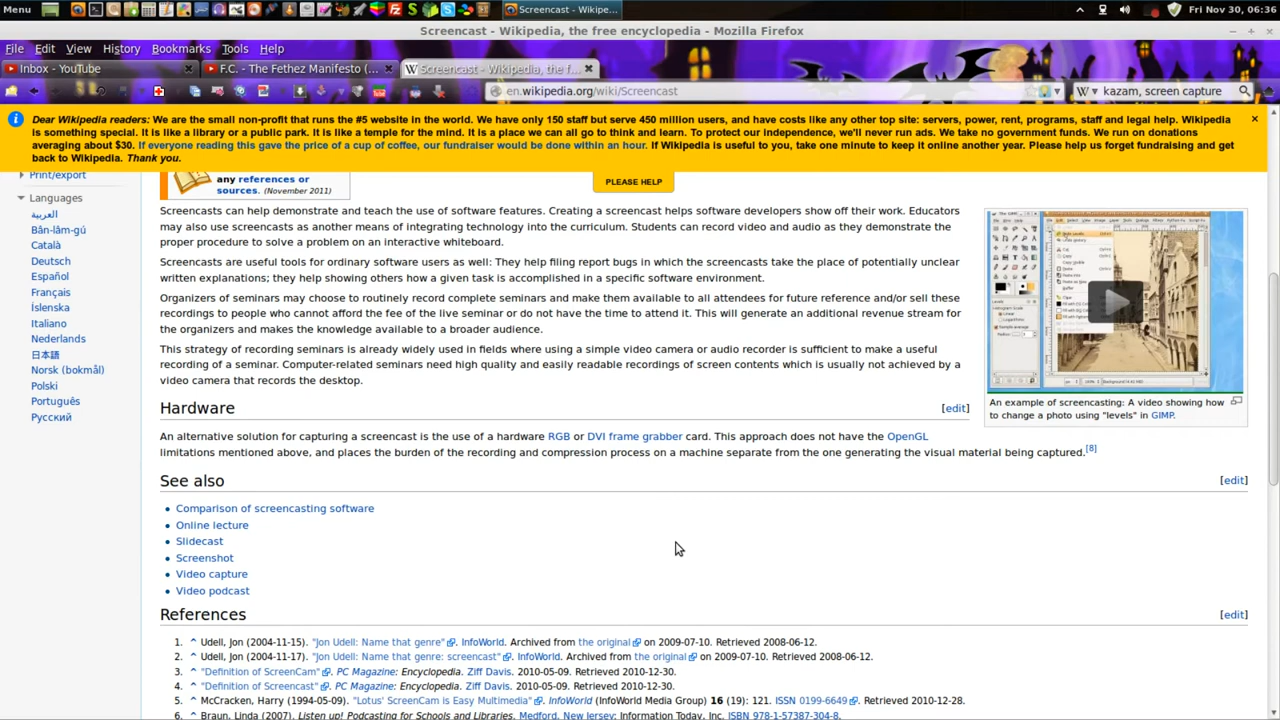 Menu
Screencast - Wikipe...
Fri Nov 30, 06:36
Screencast - Wikipedia, the free encyclopedia - Mozilla Firefox
File Edit View History Bookmarks Tools Help
Inbox - YouTube
F.C. - The Fethez Manifesto (...
Screencast - Wikipedia, the f...
en.wikipedia.org/wiki/Screencast
kazam, screen capture
Dear Wikipedia readers: We are the small non-profit that runs the #5 website in the world. We have only 150 staff but serve 450 million users, and have costs like any other top site: servers, power, rent, programs, staff and legal help. Wikipedia
is something special. It is like a library or a public park. It is like a temple for the mind. It is a place we can all go to think and learn. To protect our independence, we'll never run ads. We take no government funds. We run on donations
averaging about $30. If everyone reading this gave the price of a cup of coffee, our fundraiser would be done within an hour. If Wikipedia is useful to you, take one minute to keep it online another year. Please help us forget fundraising and get
back to Wikipedia. Thank you.
PLEASE HELP
Print/export
Languages
العربية
Bân-lâm-gú
Català
Deutsch
Español
Français
Íslenska
Italiano
Nederlands
日本語
Norsk (bokmål)
Polski
Português
Русский
any references or
sources. (November 2011)
Screencasts can help demonstrate and teach the use of software features. Creating a screencast helps software developers show off their work. Educators
may also use screencasts as another means of integrating technology into the curriculum. Students can record video and audio as they demonstrate the
proper procedure to solve a problem on an interactive whiteboard.
Screencasts are useful tools for ordinary software users as well: They help filing report bugs in which the screencasts take the place of potentially unclear
written explanations; they help showing others how a given task is accomplished in a specific software environment.
Organizers of seminars may choose to routinely record complete seminars and make them available to all attendees for future reference and/or sell these
recordings to people who cannot afford the fee of the live seminar or do not have the time to attend it. This will generate an additional revenue stream for
the organizers and makes the knowledge available to a broader audience.
This strategy of recording seminars is already widely used in fields where using a simple video camera or audio recorder is sufficient to make a useful
recording of a seminar. Computer-related seminars need high quality and easily readable recordings of screen contents which is usually not achieved by a
video camera that records the desktop.
An example of screencasting: A video showing how
to change a photo using "levels" in GIMP.
Hardware [edit]
An alternative solution for capturing a screencast is the use of a hardware RGB or DVI frame grabber card. This approach does not have the OpenGL
limitations mentioned above, and places the burden of the recording and compression process on a machine separate from the one generating the visual material being captured.[8]
See also [edit]
Comparison of screencasting software
Online lecture
Slidecast
Screenshot
Video capture
Video podcast
References [edit]
1. ^ Udell, Jon (2004-11-15). "Jon Udell: Name that genre". InfoWorld. Archived from the original on 2009-07-10. Retrieved 2008-06-12.
2. ^ Udell, Jon (2004-11-17). "Jon Udell: Name that genre: screencast". InfoWorld. Archived from the original on 2009-07-10. Retrieved 2008-06-12.
3. ^ "Definition of ScreenCam". PC Magazine: Encyclopedia. Ziff Davis. 2010-05-09. Retrieved 2010-12-30.
4. ^ "Definition of Screencast". PC Magazine: Encyclopedia. Ziff Davis. 2010-05-09. Retrieved 2010-12-30.
5. ^ McCracken, Harry (1994-05-09). "Lotus' ScreenCam is Easy Multimedia". InfoWorld (InfoWorld Media Group) 16 (19): 121. ISSN 0199-6649. Retrieved 2010-12-28.
6. ^ Braun, Linda (2007). Listen up! Podcasting for Schools and Libraries. Medford, New Jersey: Information Today, Inc. ISBN 978-1-57387-304-8.